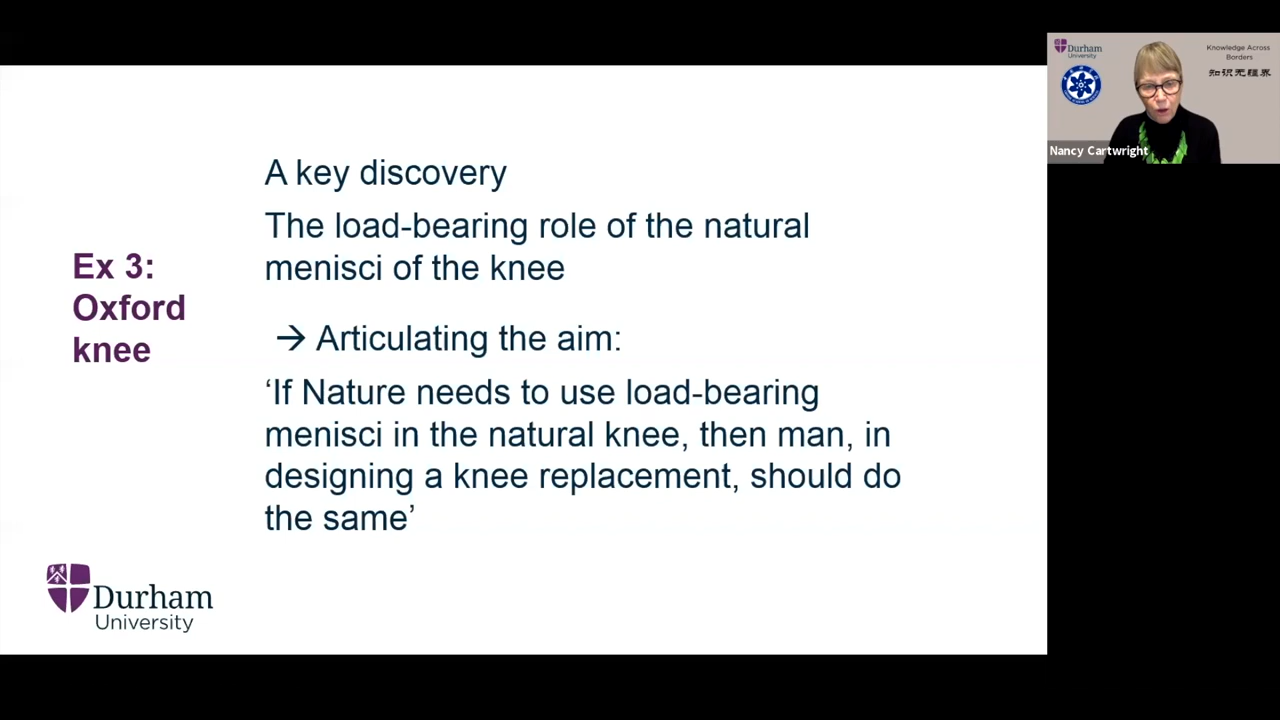 A key discovery
The load-bearing role of the natural
menisci of the knee
Ex 3:
Oxford
knee
→ Articulating the aim:
‘If Nature needs to use load-bearing
menisci in the natural knee, then man, in
designing a knee replacement, should do
the same’
Durham
University
Durham
University
Knowledge Across
Borders
知识无疆界
Nancy Cartwright